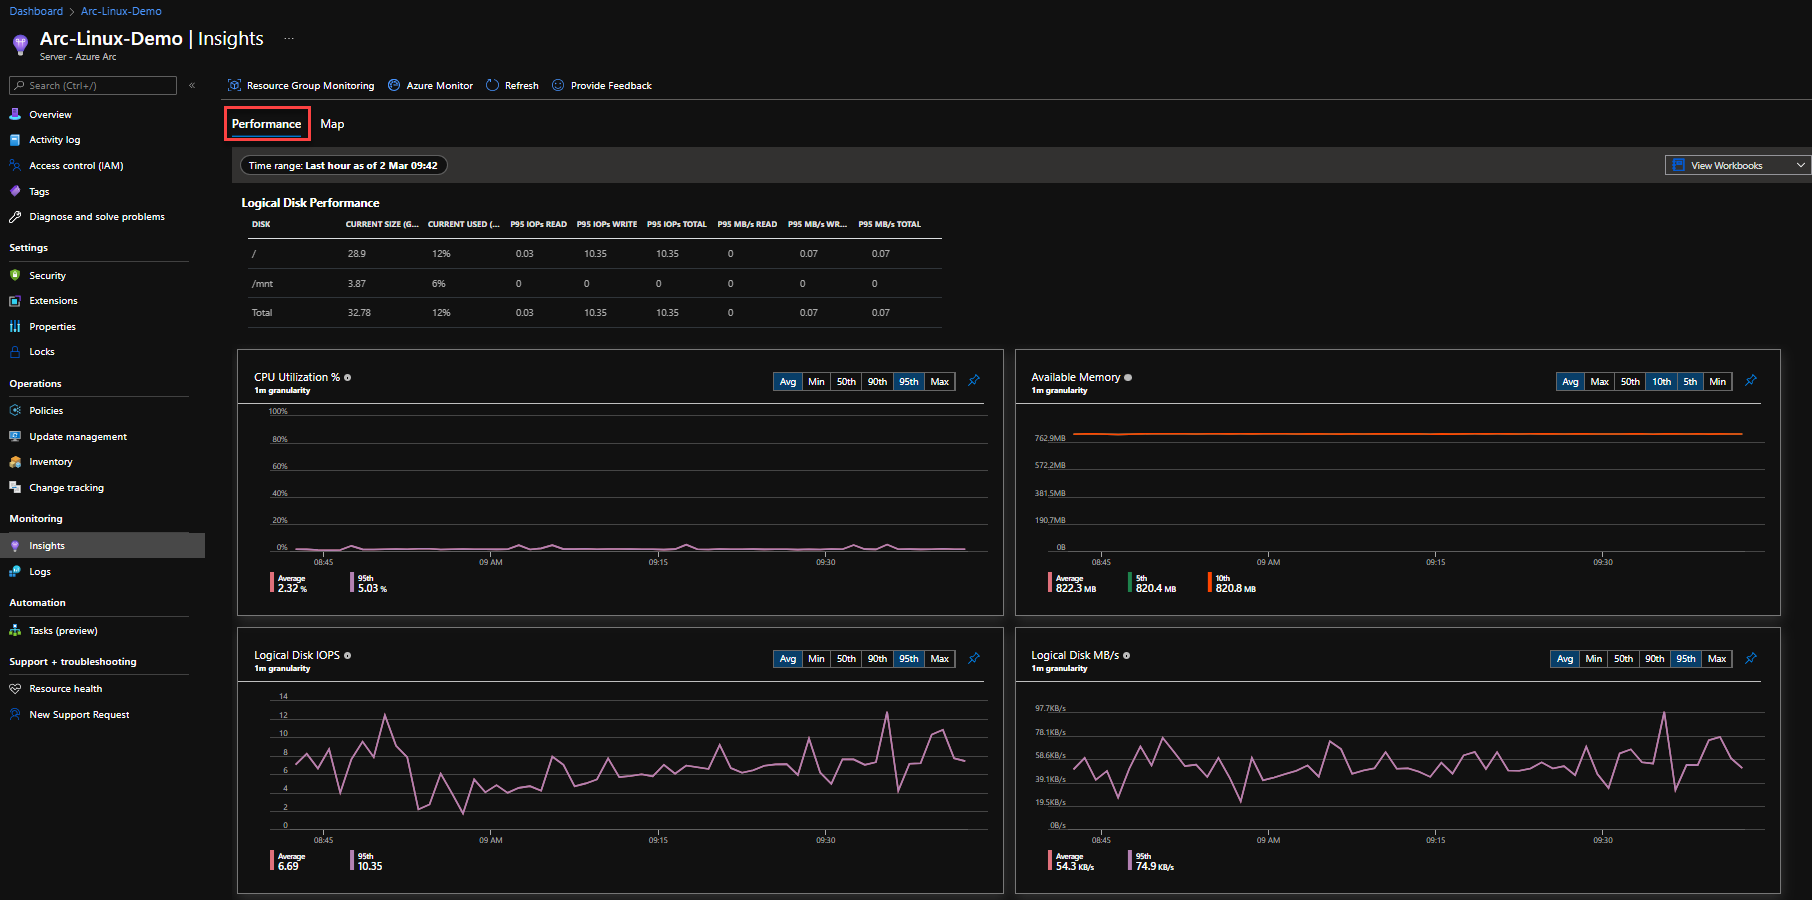 Dashboard > Arc-Linux-Demo
Arc-Linux-Demo | Insights ...
Server - Azure Arc
Search (Ctrl+/) «
Overview
Activity log
Access control (IAM)
Tags
Diagnose and solve problems
Settings
Security
Extensions
Properties
Locks
Operations
Policies
Update management
Inventory
Change tracking
Monitoring
Insights
Logs
Automation
Tasks (preview)
Support + troubleshooting
Resource health
New Support Request
Resource Group Monitoring Azure Monitor Refresh Provide Feedback
Performance Map
Time range: Last hour as of 2 Mar 09:42 View Workbooks
Logical Disk Performance
DISK CURRENT SIZE (G... CURRENT USED (... P95 IOPs READ P95 IOPs WRITE P95 IOPs TOTAL P95 MB/s READ P95 MB/s WR... P95 MB/s TOTAL
/ 28.9 12% 0.03 10.35 10.35 0 0.07 0.07
/mnt 3.87 6% 0 0 0 0 0 0
Total 32.78 12% 0.03 10.35 10.35 0 0.07 0.07
CPU Utilization %
1m granularity
Avg Min 50th 90th 95th Max
100%
80%
60%
40%
20%
0%
08:45 09 AM 09:15 09:30
Average 95th
2.32 % 5.03 %
Available Memory
1m granularity
Avg Max 50th 10th 5th Min
762.9MB
572.2MB
381.5MB
190.7MB
0B
08:45 09 AM 09:15 09:30
Average 5th 10th
822.3 MB 820.4 MB 820.8 MB
Logical Disk IOPS
1m granularity
Avg Min 50th 90th 95th Max
14
12
10
8
6
4
2
0
08:45 09 AM 09:15 09:30
Average 95th
6.69 10.35
Logical Disk MB/s
1m granularity
Avg Min 50th 90th 95th Max
97.7KB/s
78.1KB/s
58.6KB/s
39.1KB/s
19.5KB/s
0B/s
08:45 09 AM 09:15 09:30
Average 95th
54.3 KB/s 74.9 KB/s